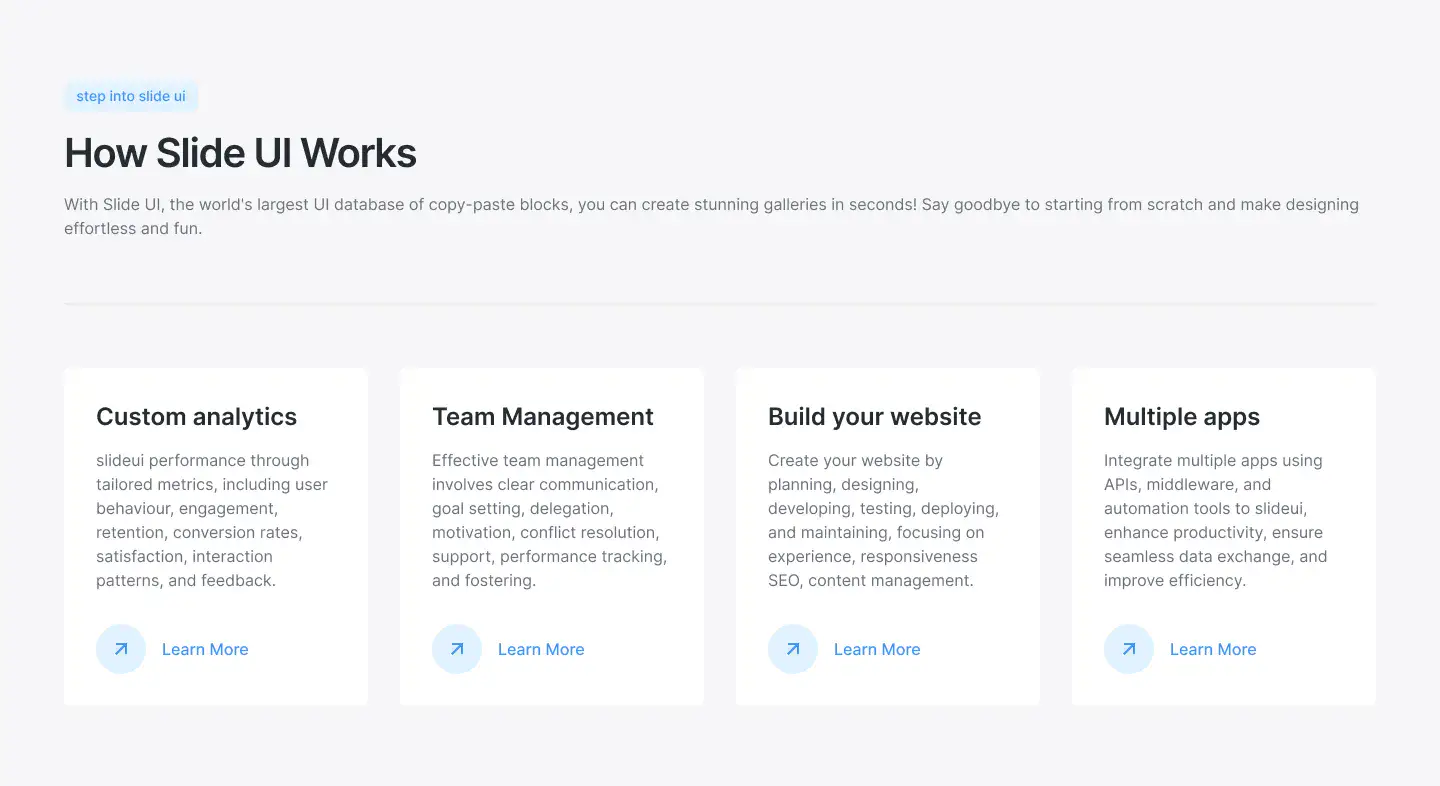 step into slide ui
How Slide UI Works
With Slide UI, the world's largest UI database of copy-paste blocks, you can create stunning galleries in seconds! Say goodbye to starting from scratch and make designing
effortless and fun.
Custom analytics
slideui performance through
tailored metrics, including user
behaviour, engagement,
retention, conversion rates,
satisfaction, interaction
patterns, and feedback.
Learn More
Team Management
Effective team management
involves clear communication,
goal setting, delegation,
motivation, conflict resolution,
support, performance tracking,
and fostering.
Learn More
Build your website
Create your website by
planning, designing,
developing, testing, deploying,
and maintaining, focusing on
experience, responsiveness
SEO, content management.
Learn More
Multiple apps
Integrate multiple apps using
APIs, middleware, and
automation tools to slideui,
enhance productivity, ensure
seamless data exchange, and
improve efficiency.
Learn More